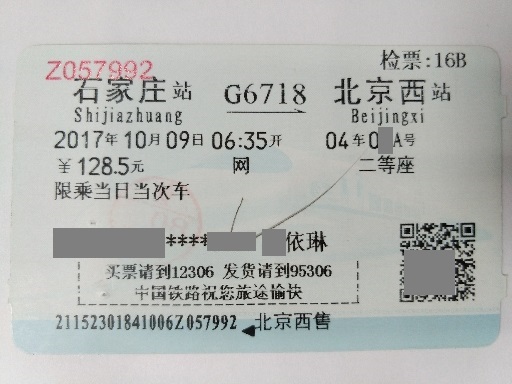 检票:16B
Z057992
石家庄站 G6718 北京西站
Shijiazhuang Beijingxi
2017年10月09日 06:35开 04车0 A号
￥128.5元 网 二等座
限乘当日当次车
**** 依琳
买票请到12306 发货请到95306
中国铁路祝您旅途愉快
21152301841006Z057992 北京西售